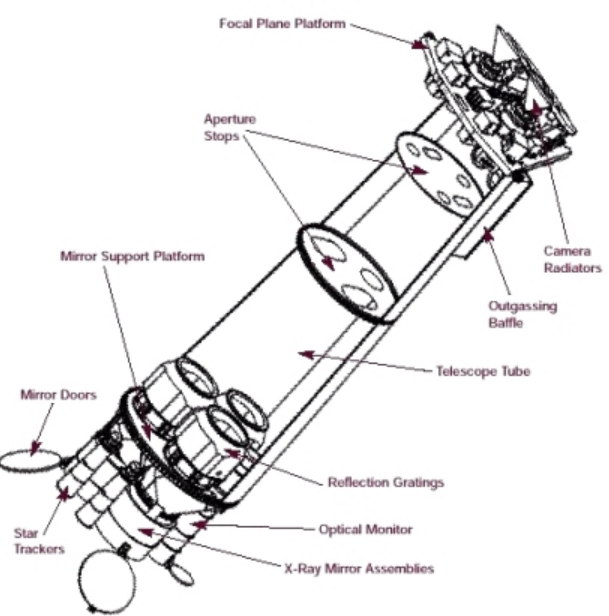 Focal Plane Platform
Aperture
Stops
Mirror Support Platform
Camera
Radiators
Outgassing
Baffle
Telescope Tube
Mirror Doors
Reflection Gratings
Star
Trackers
Optical Monitor
X-Ray Mirror Assemblies